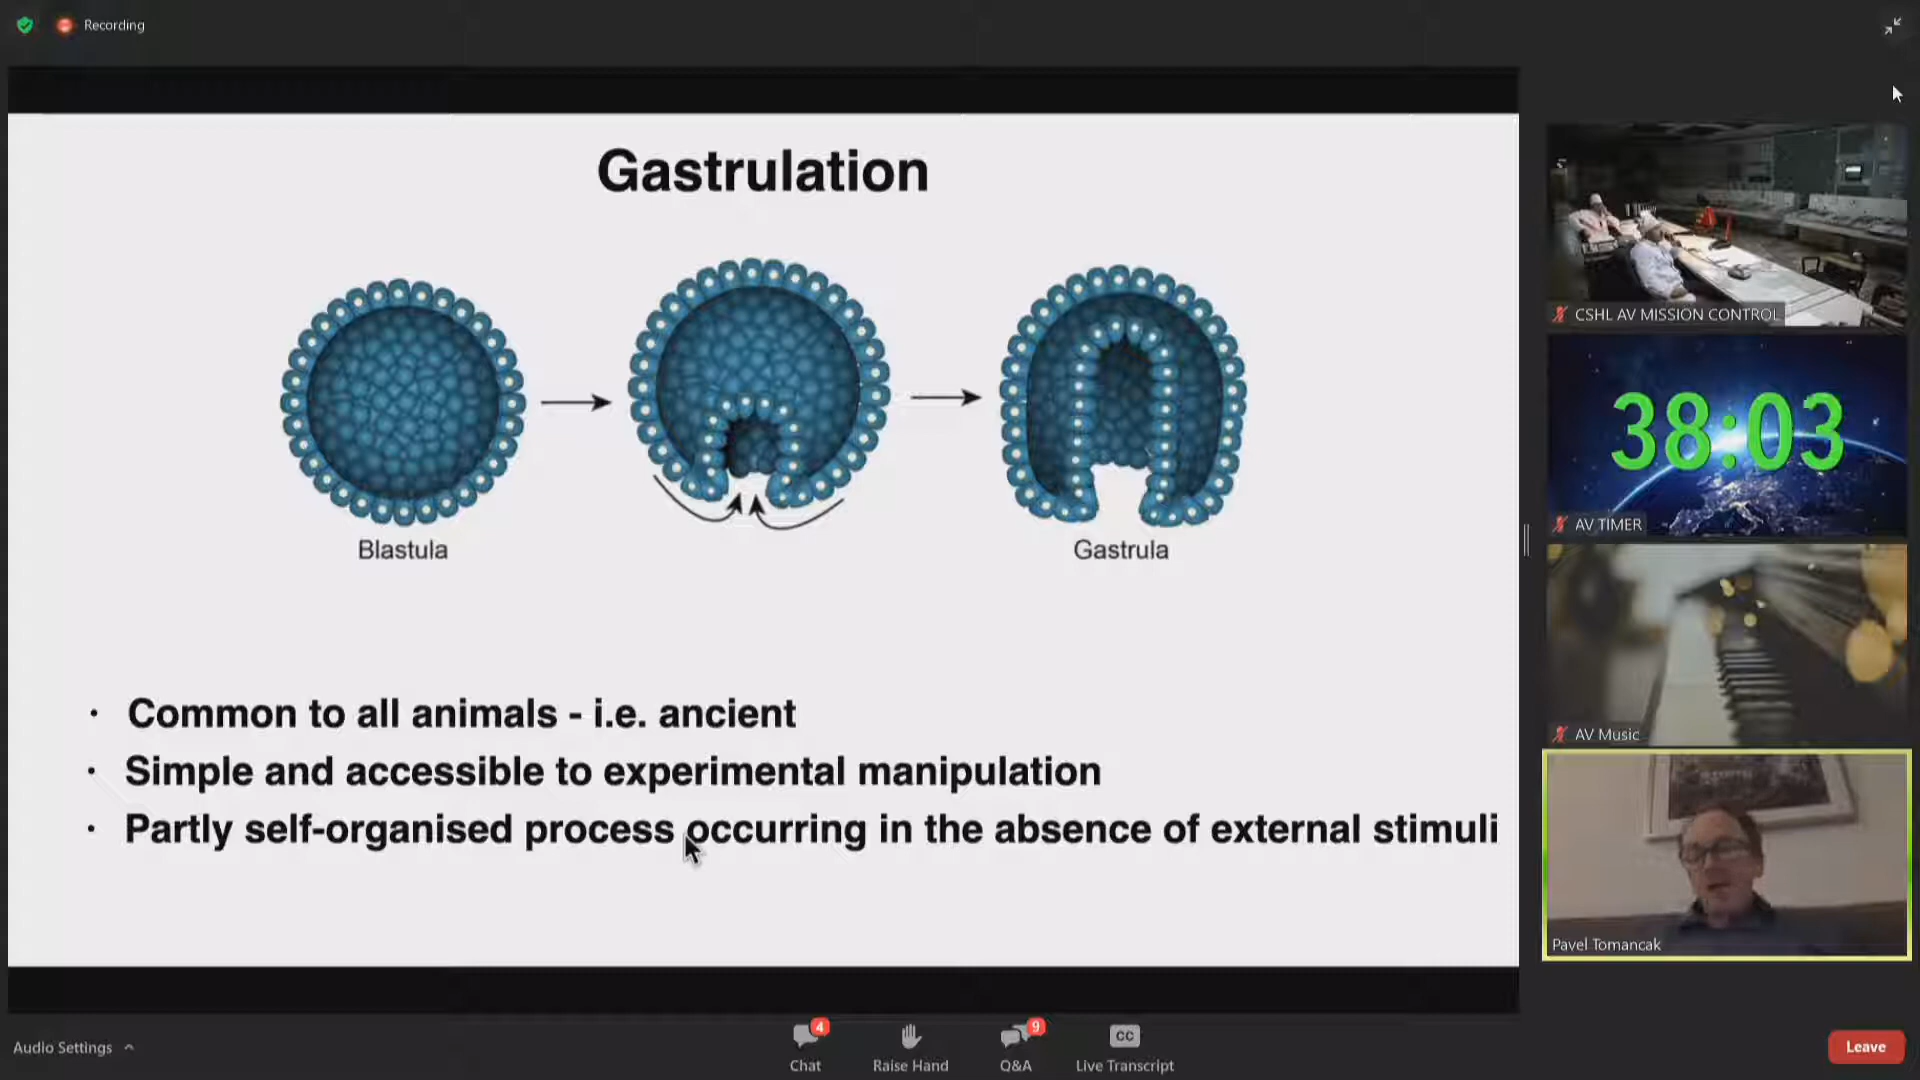 Recording
Gastrulation
Blastula
Gastrula
· Common to all animals - i.e. ancient
· Simple and accessible to experimental manipulation
· Partly self-organised process occurring in the absence of external stimuli
CSHL AV MISSION CONTROL
38:03
AV TIMER
AV Music
Pavel Tomancak
Audio Settings
4
Chat
Raise Hand
9
Q&A
CC
Live Transcript
Leave